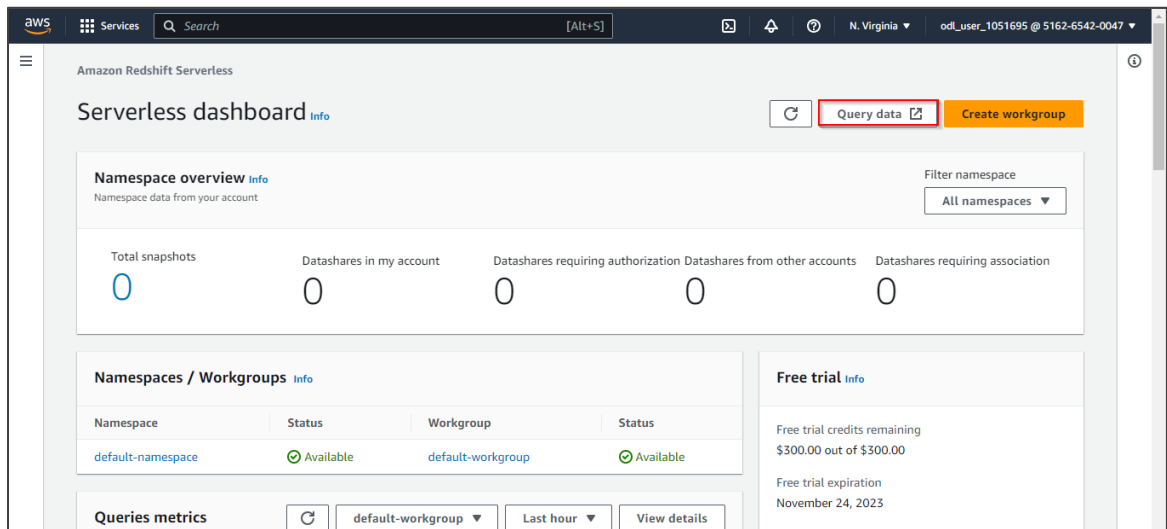 aws Services Search [Alt+S] N. Virginia odl_user_1051695 @ 5162-6542-0047
Amazon Redshift Serverless
Serverless dashboard Info
Query data
Create workgroup
Namespace overview Info
Namespace data from your account
Filter namespace
All namespaces
Total snapshots
0
Datashares in my account
0
Datashares requiring authorization
0
Datashares from other accounts
0
Datashares requiring association
0
Namespaces / Workgroups Info
Namespace Status Workgroup Status
default-namespace Available default-workgroup Available
Free trial Info
Free trial credits remaining
$300.00 out of $300.00
Free trial expiration
November 24, 2023
Queries metrics
default-workgroup
Last hour
View details